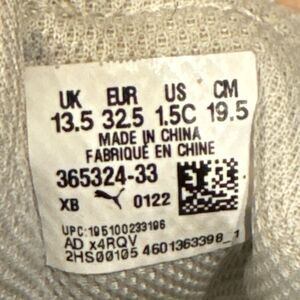 UK EUR US CM
13.5 32.5 1.5C 19.5
MADE IN CHINA
FABRIQUÉ EN CHINE
365324-33
XB 0122
UPC:195100233196
AD x4RQV
2HS00105 4601363398_1